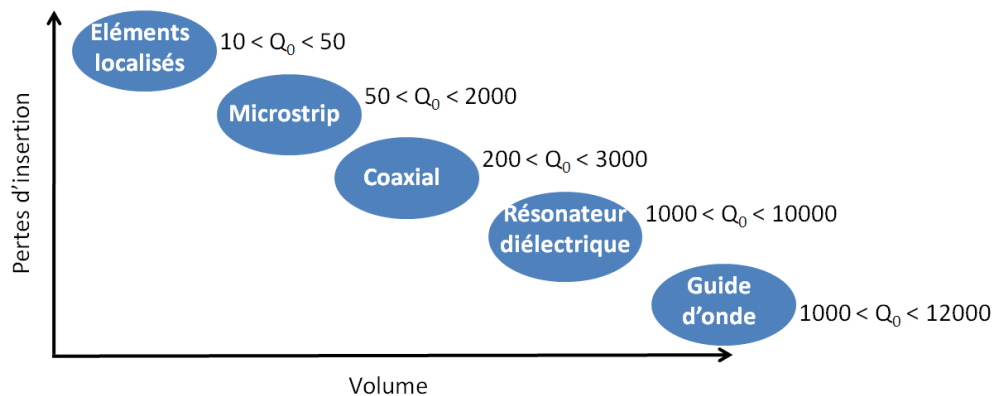 Eléments
localisés
10 < Q0 < 50
Microstrip
50 < Q0 < 2000
Coaxial
200 < Q0 < 3000
Résonateur
diélectrique
1000 < Q0 < 10000
Guide
d'onde
1000 < Q0 < 12000
Pertes d'insertion
Volume